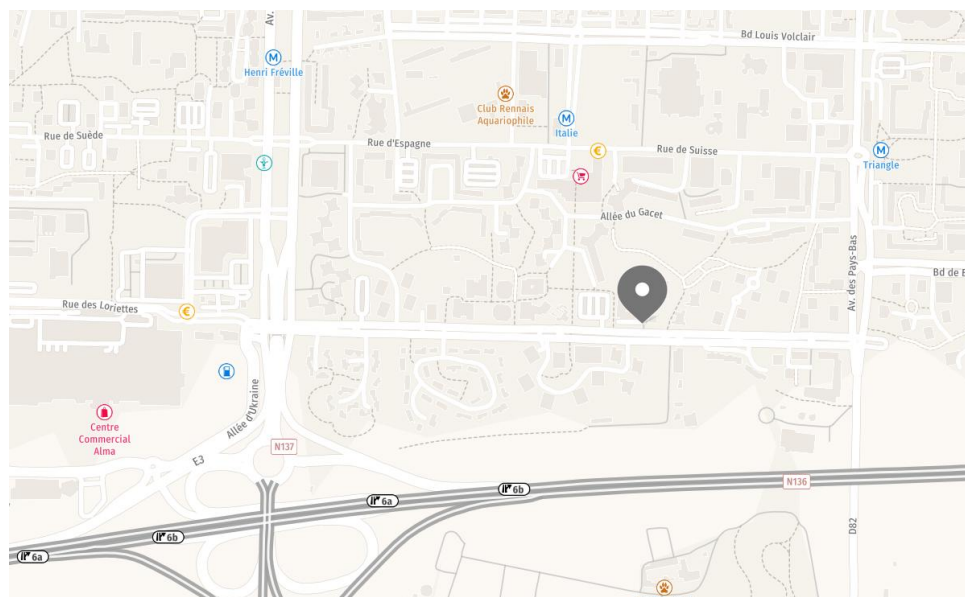 Av.
Bd Louis Volclair
M
Henri Fréville
Club Rennais
Aquariophile
M
Italie
Rue de Suède
Rue d'Espagne
€
Rue de Suisse
M
Triangle
Allée du Gacet
Av. des Pays-Bas
Bd de B
Rue des Loriettes
€
Allée d'Ukraine
Centre
Commercial
Alma
E3
N137
N136
6a
6b
6b
6a
D82